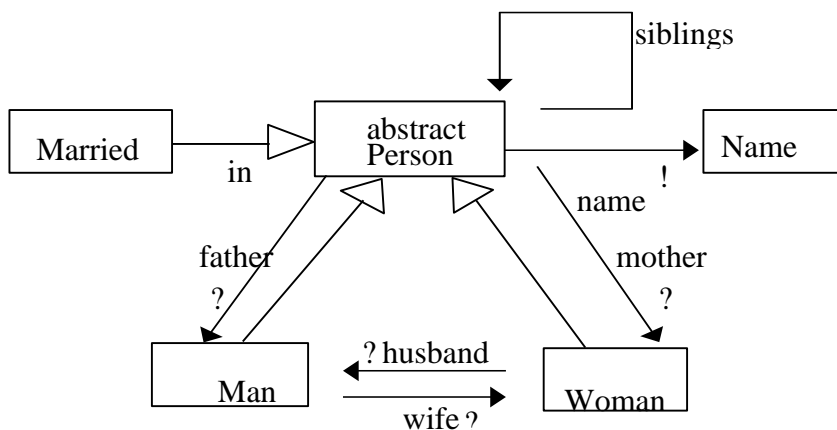 siblings
abstract
Person
Married
Name
in
!
name
father
?
mother
?
? husband
Man
Woman
wife ?